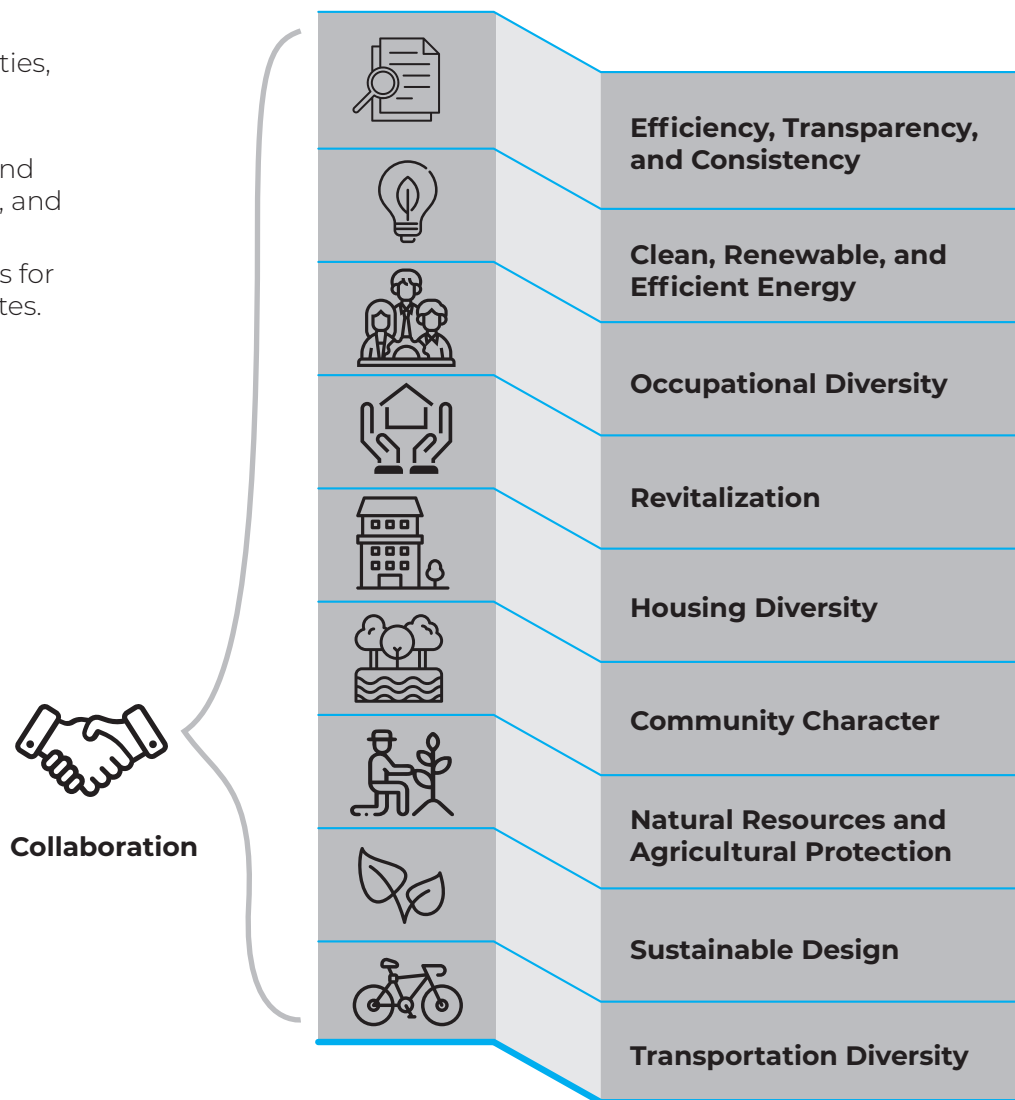 ties,
nd
, and
s for
tes.
Collaboration
Efficiency, Transparency,
and Consistency
Clean, Renewable, and
Efficient Energy
Occupational Diversity
Revitalization
Housing Diversity
Community Character
Natural Resources and
Agricultural Protection
Sustainable Design
Transportation Diversity